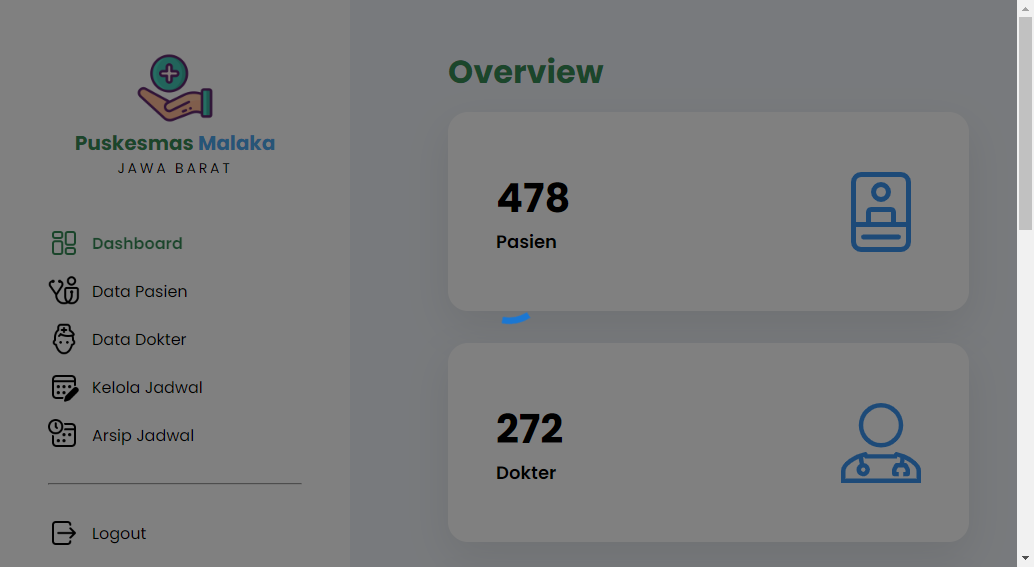 Puskesmas Malaka
JAWA BARAT
Dashboard
Data Pasien
Data Dokter
Kelola Jadwal
Arsip Jadwal
Logout
Overview
478
Pasien
272
Dokter